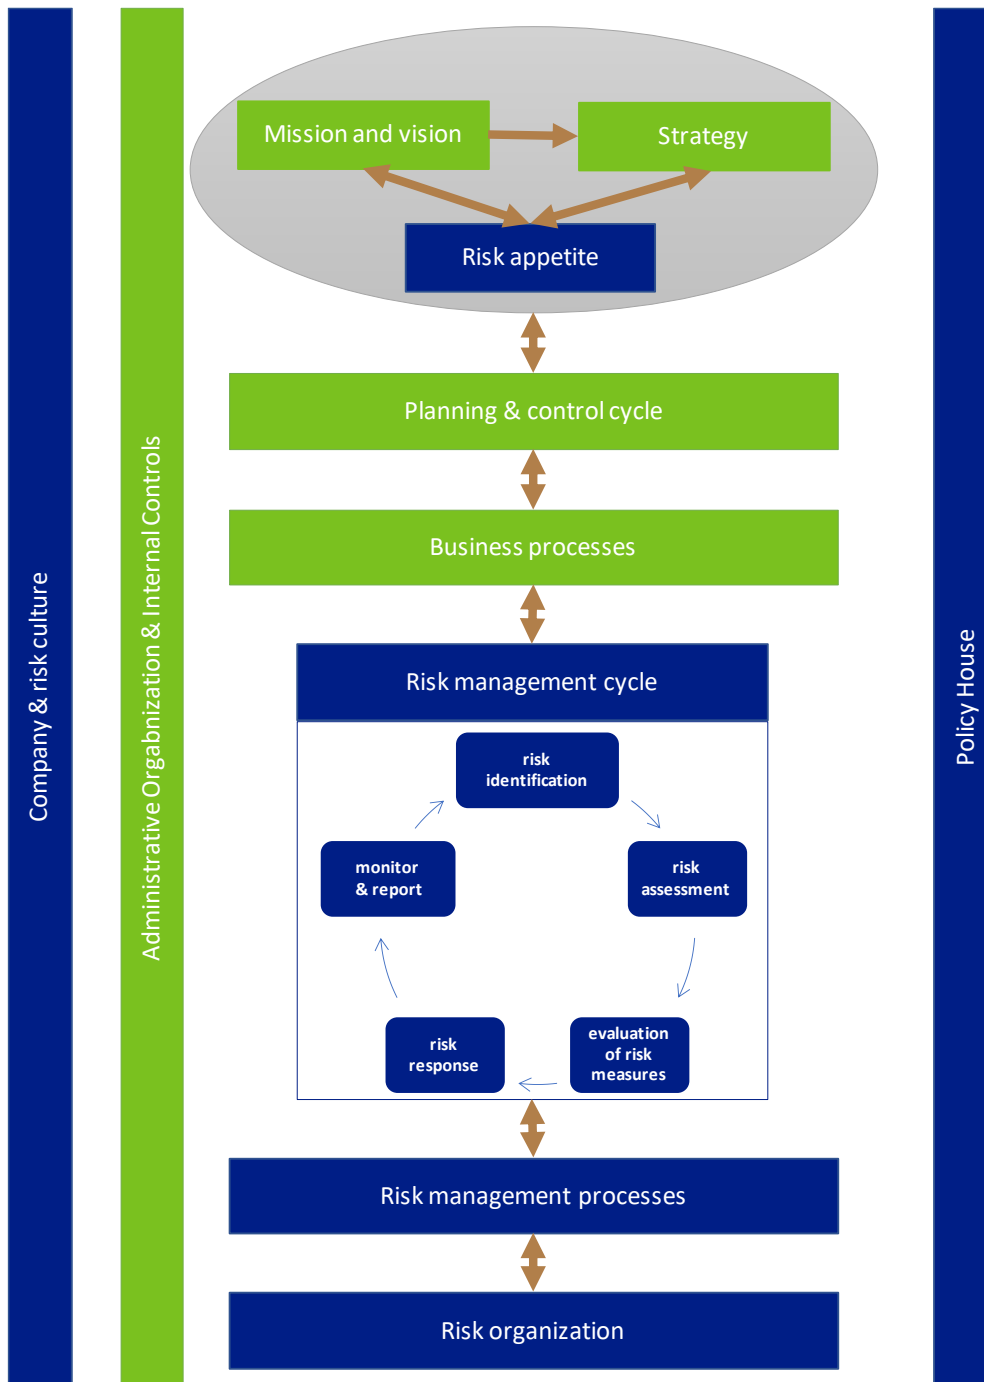 Company & risk culture
Administrative Orgabnization & Internal Controls
Mission and vision
Strategy
Risk appetite
Planning & control cycle
Business processes
Risk management cycle
risk
identification
risk
assessment
evaluation
of risk
measures
risk
response
monitor
& report
Risk management processes
Risk organization
Policy House